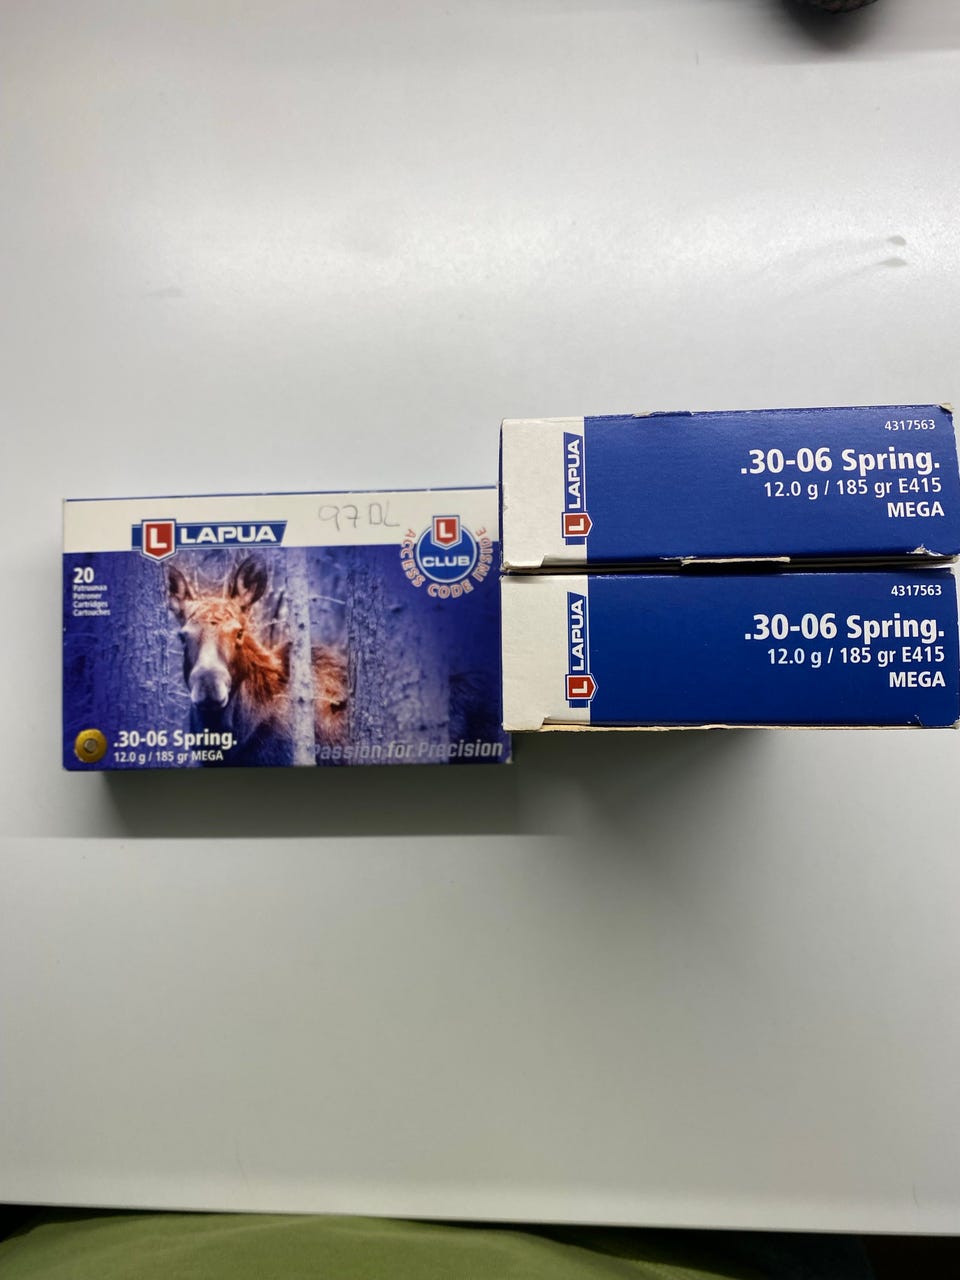 97DL
L LAPUA
L
CLUB
ACCESS CODE INSIDE
20
Patruunaa
Patroner
Cartridges
Cartouches
.30-06 Spring.
12.0 g / 185 gr MEGA
Passion for Precision
L LAPUA
4317563
.30-06 Spring.
12.0 g / 185 gr E415
MEGA
L LAPUA
4317563
.30-06 Spring.
12.0 g / 185 gr E415
MEGA